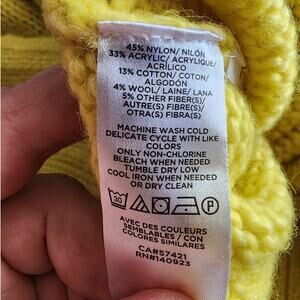 45% NYLON/ NILÓN
33% ACRYLIC/ ACRYLIQUE/
ACRÍLICO
13% COTTON/ COTON/
ALGODÓN
4% WOOL/ LAINE/ LANA
5% OTHER FIBER(S)/
AUTRE(S) FIBRE(S)/
OTRAS(S) FIBRA(S)
MACHINE WASH COLD
DELICATE CYCLE WITH LIKE
COLORS
ONLY NON-CHLORINE
BLEACH WHEN NEEDED
TUMBLE DRY LOW
COOL IRON WHEN NEEDED
OR DRY CLEAN
30 P
AVEC DES COULEURS
SEMBLABLES / CON
COLORES SIMILARES
CA#57421
RN#140923